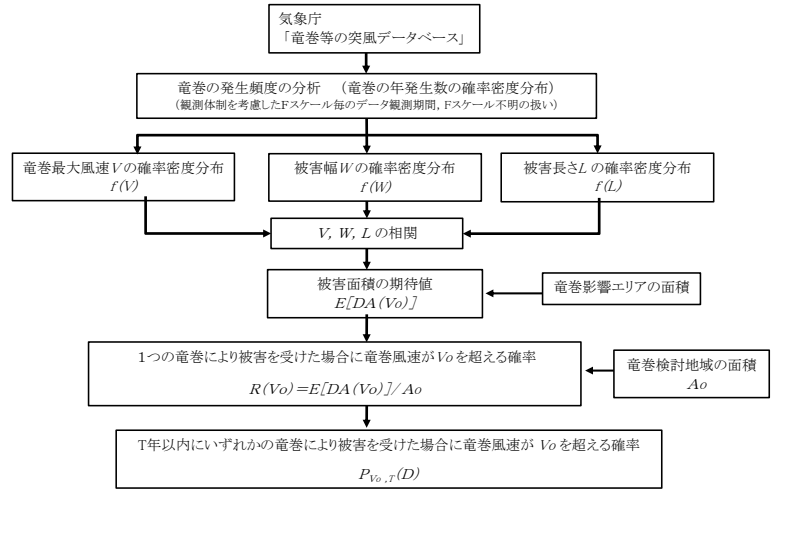 気象庁
「竜巻等の突風データベース」
竜巻の発生頻度の分析　（竜巻の年発生数の確率密度分布）
（観測体制を考慮したFスケール毎のデータ観測期間，Fスケール不明の扱い）
竜巻最大風速Vの確率密度分布
f(V)
被害幅Wの確率密度分布
f(W)
被害長さLの確率密度分布
f(L)
V, W, Lの相関
被害面積の期待値
E[DA(Vo)]
竜巻影響エリアの面積
1つの竜巻により被害を受けた場合に竜巻風速がVoを超える確率
R(Vo)=E[DA(Vo)]/Ao
竜巻検討地域の面積
Ao
T年以内にいずれかの竜巻により被害を受けた場合に竜巻風速が Voを超える確率
PVo ,T(D)